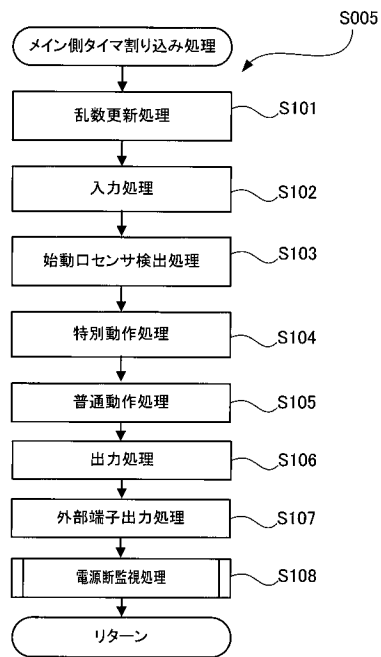 S005
メイン側タイマ割り込み処理
乱数更新処理
S101
入力処理
S102
始動口センサ検出処理
S103
特別動作処理
S104
普通動作処理
S105
出力処理
S106
外部端子出力処理
S107
電源断監視処理
S108
リターン